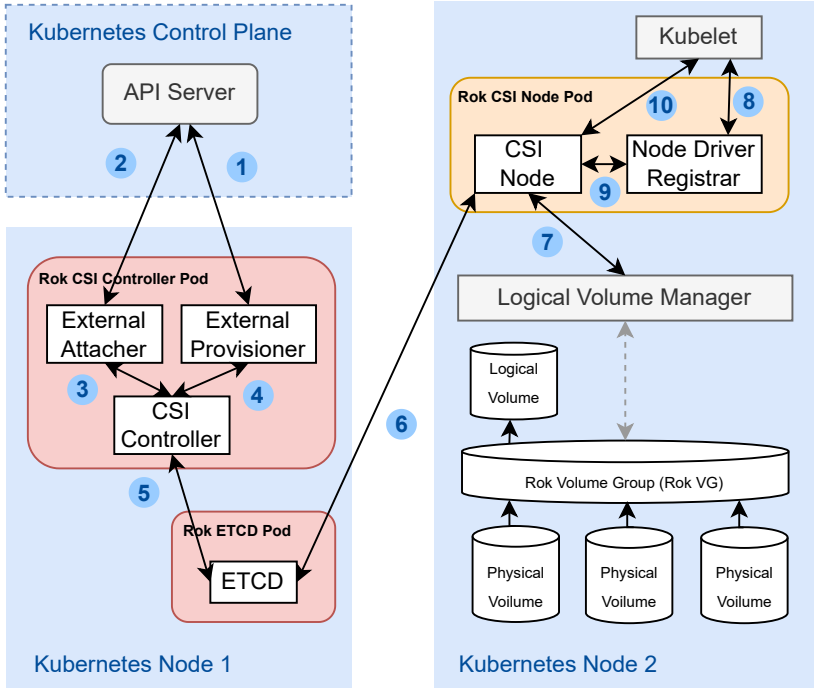 Kubernetes Control Plane
API Server
2
1
Rok CSI Controller Pod
External
Attacher
External
Provisioner
3
4
CSI
Controller
5
Rok ETCD Pod
ETCD
Kubernetes Node 1
6
Kubelet
Rok CSI Node Pod
10
8
CSI
Node
9
Node Driver
Registrar
7
Logical Volume Manager
Logical
Volume
Rok Volume Group (Rok VG)
Physical
Voilume
Physical
Voilume
Physical
Voilume
Kubernetes Node 2